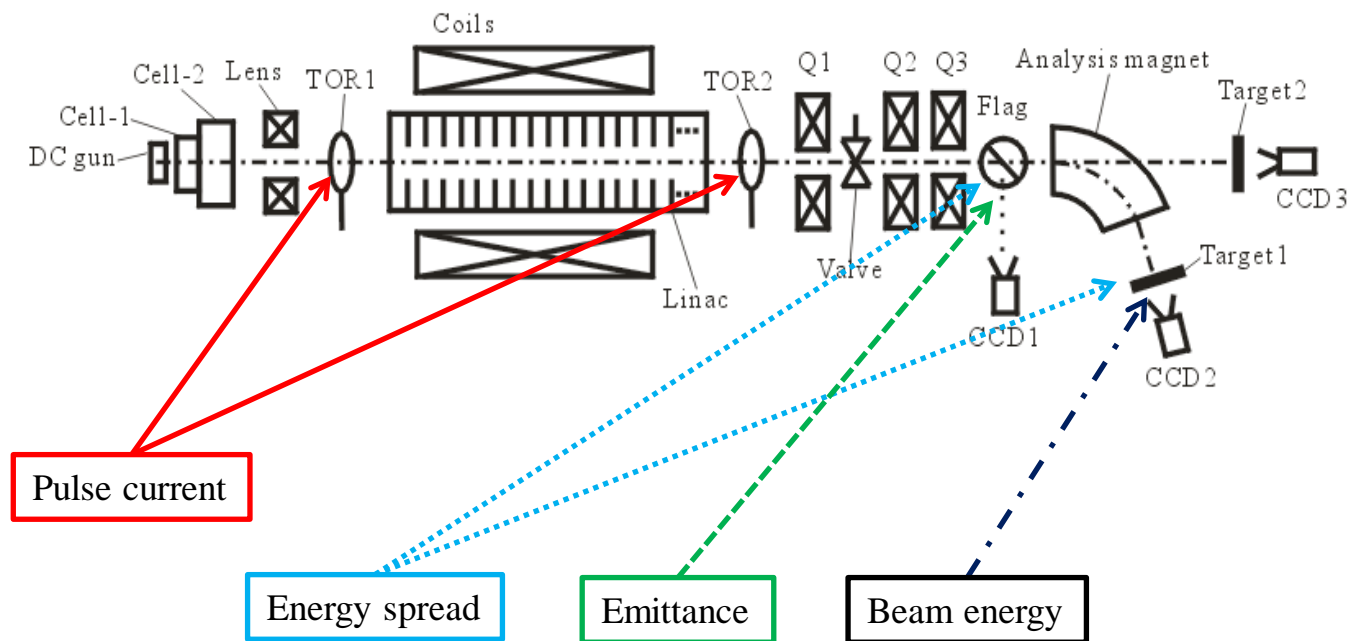 Coils
Cell-2
Lens
TOR1
TOR2
Q1
Q2
Q3
Analysis magnet
Cell-1
Flag
Target2
DC gun
CCD3
Valve
Target1
Linac
CCD1
CCD2
Pulse current
Energy spread
Emittance
Beam energy